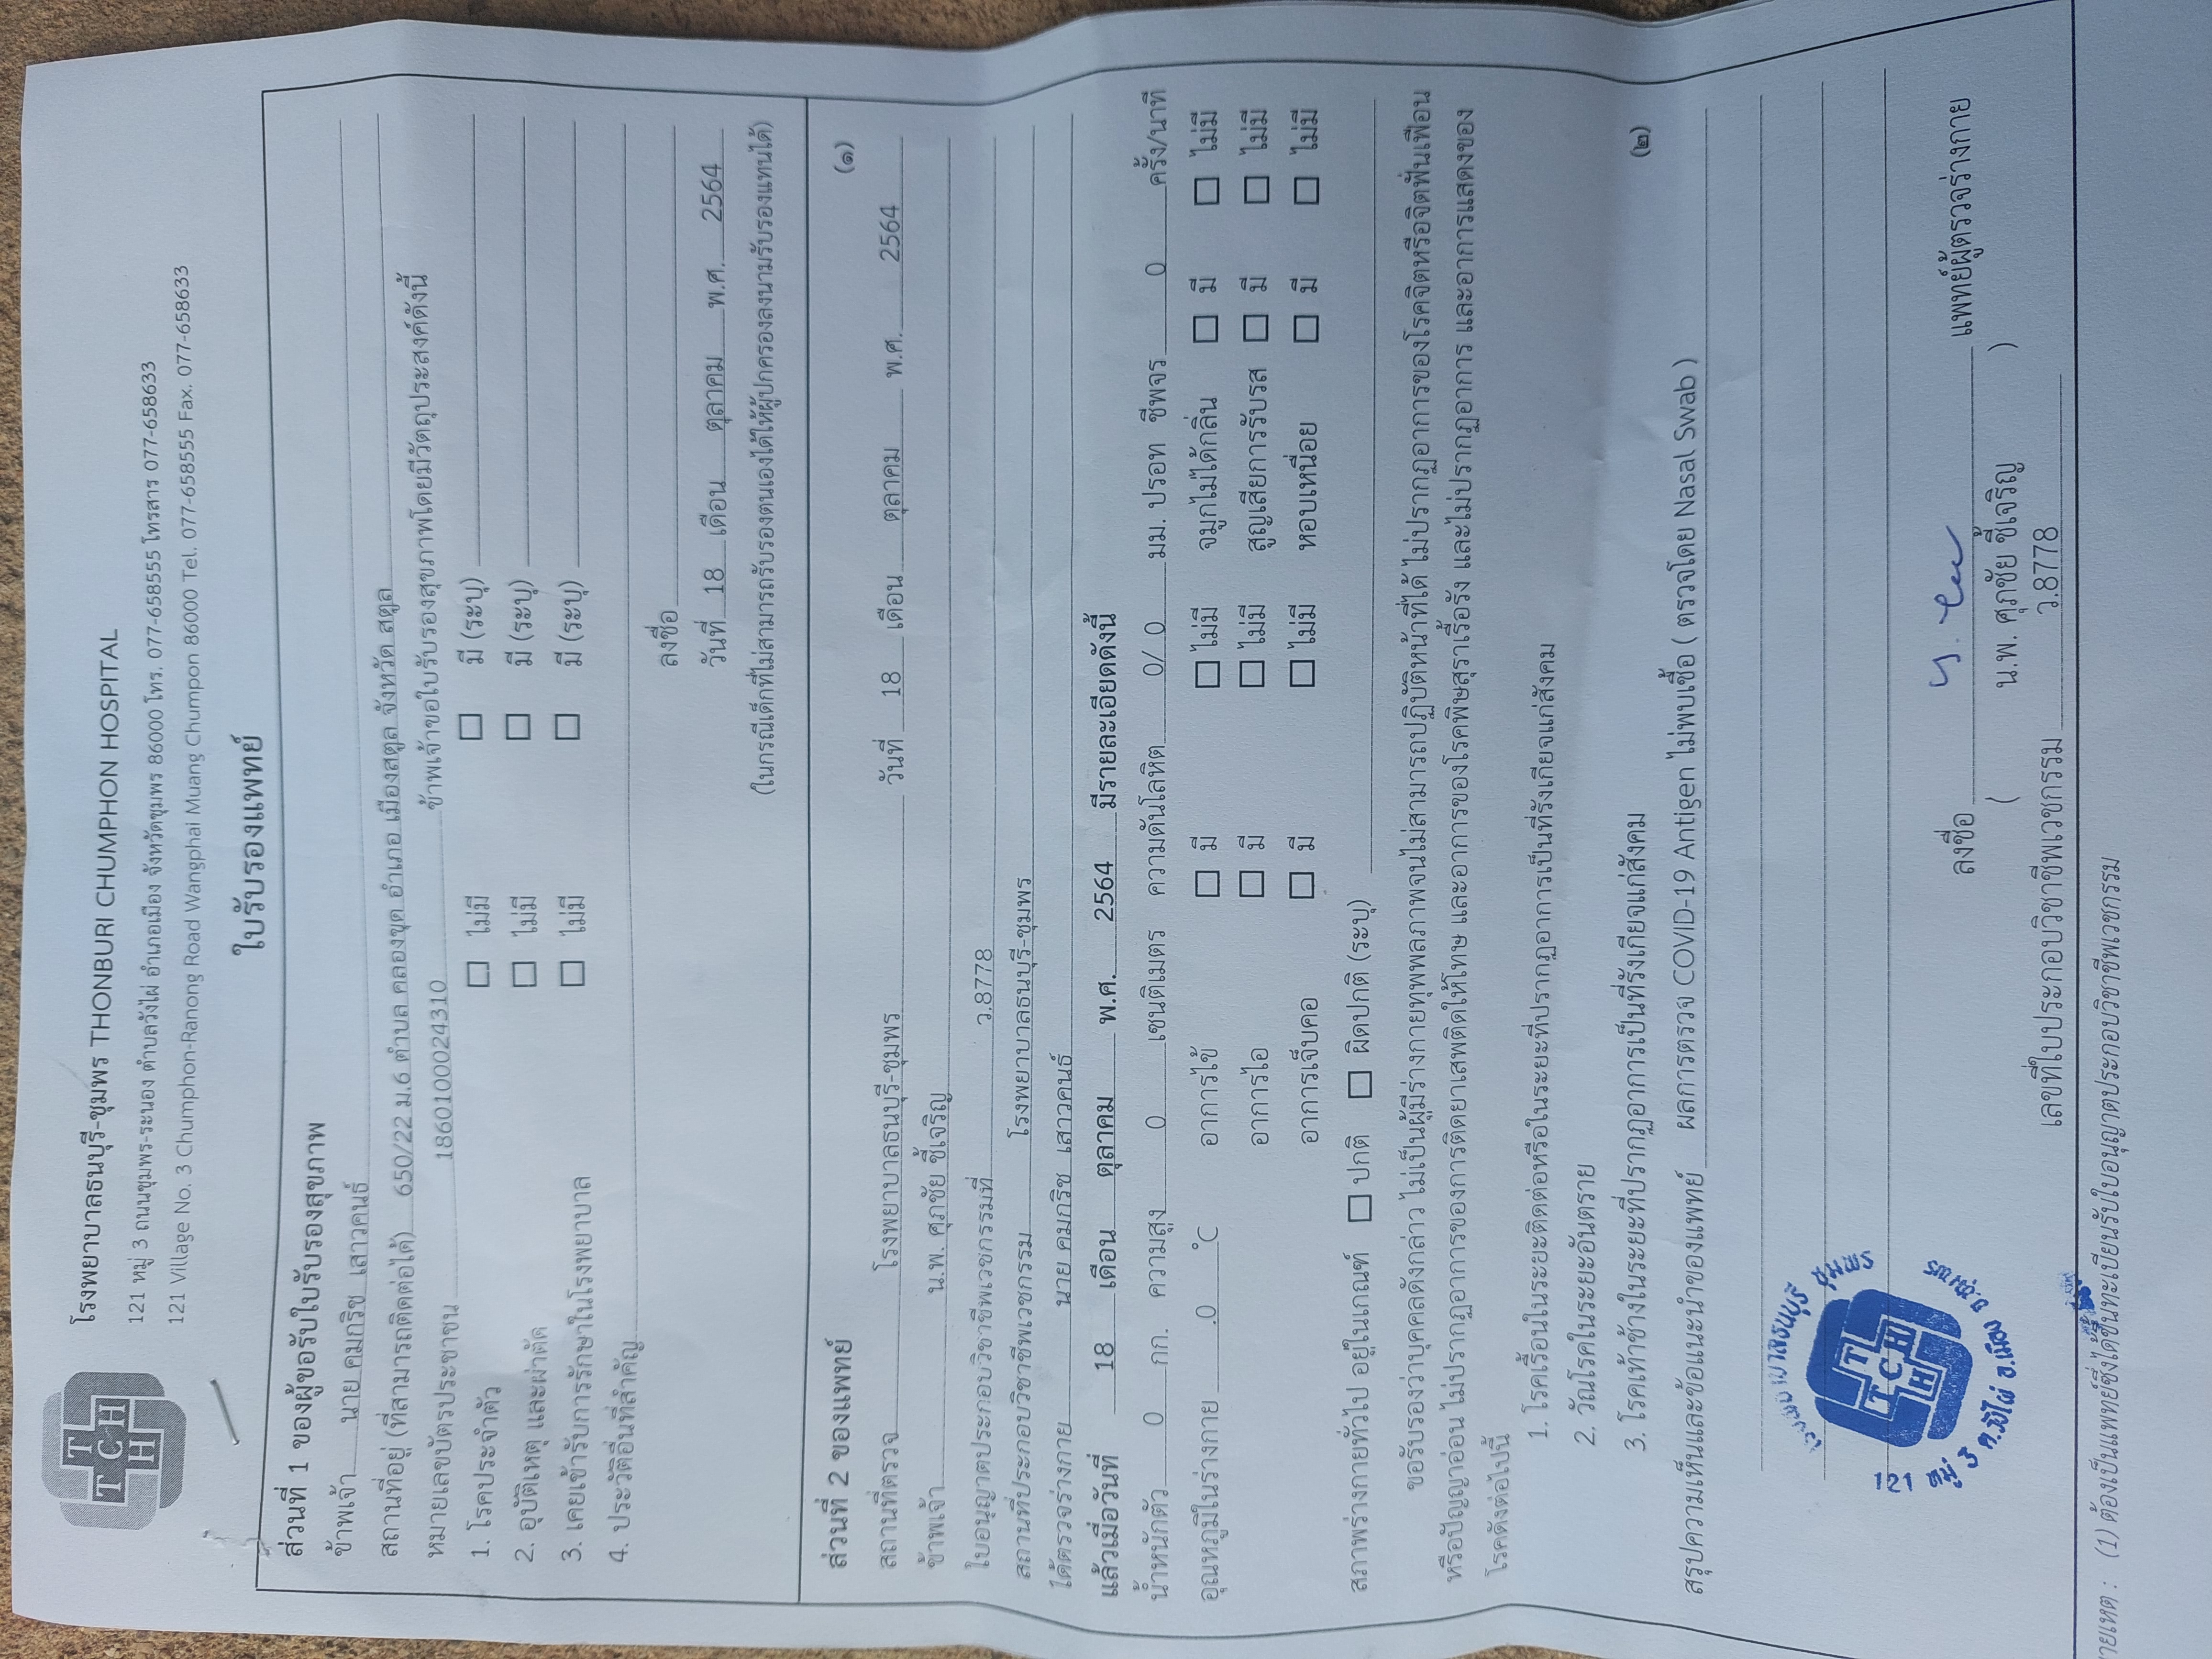 T
TCH
H
โรงพยาบาลธนบุรี-ชุมพร THONBURI CHUMPHON HOSPITAL
121 หมู่ 3 ถนนชุมพร-ระนอง ตำบลวังไผ่ อำเภอเมือง จังหวัดชุมพร 86000 โทร. 077-658555 โทรสาร 077-658633
121 Village No. 3 Chumphon-Ranong Road Wangphai Muang Chumpon 86000 Tel. 077-658555 Fax. 077-658633
ใบรับรองแพทย์
ส่วนที่ 1 ของผู้ขอรับใบรับรองสุขภาพ
ข้าพเจ้า นาย คมกริช เสาวคนธ์
สถานที่อยู่ (ที่สามารถติดต่อได้) 650/22 ม.6 ตำบล คลองขุด อำเภอ เมืองสตูล จังหวัด สตูล
หมายเลขบัตรประชาชน 1860100024310 ข้าพเจ้าขอใบรับรองสุขภาพโดยมีวัตถุประสงค์ดังนี้
1. โรคประจำตัว ☐ ไม่มี ☐ มี (ระบุ)
2. อุบัติเหตุ และผ่าตัด ☐ ไม่มี ☐ มี (ระบุ)
3. เคยเข้ารับการรักษาในโรงพยาบาล ☐ ไม่มี ☐ มี (ระบุ)
4. ประวัติอื่นที่สำคัญ
ลงชื่อ
วันที่ 18 เดือน ตุลาคม พ.ศ. 2564
(ในกรณีเด็กที่ไม่สามารถรับรองตนเองได้ให้ผู้ปกครองลงนามรับรองแทนได้)
ส่วนที่ 2 ของแพทย์ (๑)
สถานที่ตรวจ โรงพยาบาลธนบุรี-ชุมพร วันที่ 18 เดือน ตุลาคม พ.ศ. 2564
ข้าพเจ้า น.พ. ศุภชัย ชี้เจริญ
ใบอนุญาตประกอบวิชาชีพเวชกรรมที่ ว.8778
สถานที่ประกอบวิชาชีพเวชกรรม โรงพยาบาลธนบุรี-ชุมพร
ได้ตรวจร่างกาย นาย คมกริช เสาวคนธ์
แล้วเมื่อวันที่ 18 เดือน ตุลาคม พ.ศ. 2564 มีรายละเอียดดังนี้
น้ำหนักตัว 0 กก. ความสูง 0 เซนติเมตร ความดันโลหิต 0/ 0 มม. ปรอท ชีพจร 0 ครั้ง/นาที
อุณหภูมิในร่างกาย .0 °C อาการไข้ ☐ มี ☐ ไม่มี จมูกไม่ได้กลิ่น ☐ มี ☐ ไม่มี
อาการไอ ☐ มี ☐ ไม่มี สูญเสียการรับรส ☐ มี ☐ ไม่มี
อาการเจ็บคอ ☐ มี ☐ ไม่มี หอบเหนื่อย ☐ มี ☐ ไม่มี
สภาพร่างกายทั่วไป อยู่ในเกณฑ์ ☐ ปกติ ☐ ผิดปกติ (ระบุ)
ขอรับรองว่าบุคคลดังกล่าว ไม่เป็นผู้มีร่างกายทุพพลภาพจนไม่สามารถปฏิบัติหน้าที่ได้ ไม่ปรากฏอาการของโรคจิตหรือจิตฟั่นเฟือน
หรือปัญญาอ่อน ไม่ปรากฏอาการของการติดยาเสพติดให้โทษ และอาการของโรคพิษสุราเรื้อรัง และไม่ปรากฏอาการ และอาการแสดงของ
โรคดังต่อไปนี้
1. โรคเรื้อนในระยะติดต่อหรือในระยะที่ปรากฏอาการเป็นที่รังเกียจแก่สังคม
2. วัณโรคในระยะอันตราย
3. โรคเท้าช้างในระยะที่ปรากฏอาการเป็นที่รังเกียจแก่สังคม (๒)
สรุปความเห็นและข้อแนะนำของแพทย์ ผลการตรวจ COVID-19 Antigen ไม่พบเชื้อ ( ตรวจโดย Nasal Swab )
โรงพยาบาลธนบุรี ชุมพร
T
TCH
H
121 หมู่ 3 ต.วังไผ่ อ.เมือง จ.ชุมพร
ลงชื่อ แพทย์ผู้ตรวจร่างกาย
( น.พ. ศุภชัย ชี้เจริญ )
เลขที่ใบประกอบวิชาชีพเวชกรรม ว.8778
ายเหต : (1) ต้องเป็นแพทย์ซึ่งได้ขึ้นทะเบียนรับใบอนุญาตประกอบวิชาชีพเวชกรรม